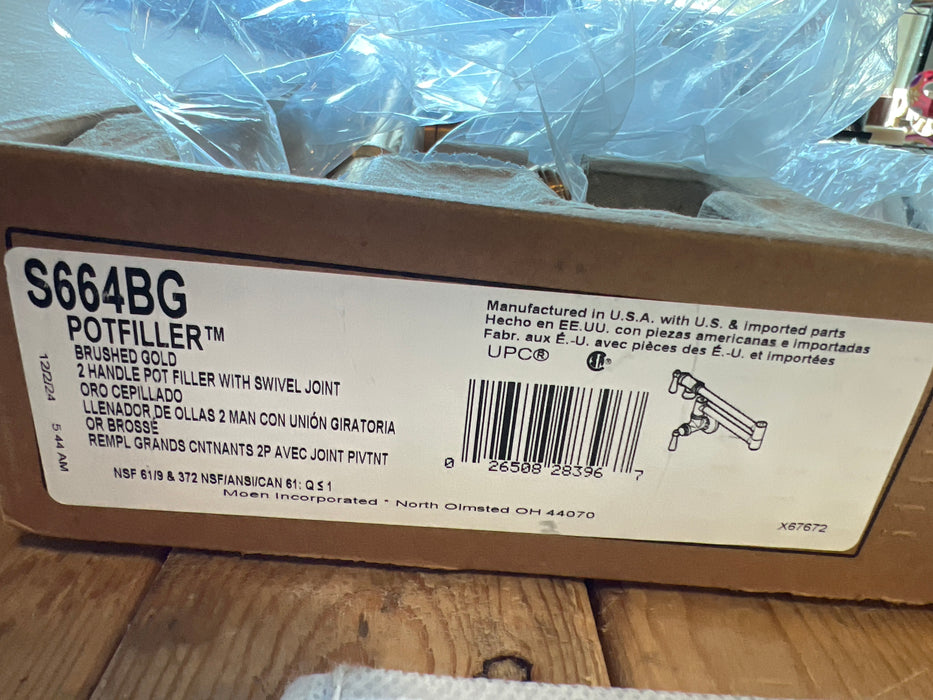 S664BG
POTFILLER™
BRUSHED GOLD
2 HANDLE POT FILLER WITH SWIVEL JOINT
ORO CEPILLADO
LLENADOR DE OLLAS 2 MAN CON UNIÓN GIRATORIA
OR BROSSÉ
REMPL GRANDS CNTNANTS 2P AVEC JOINT PIVTNT
NSF 61/9 & 372 NSF/ANSI/CAN 61: Q ≤ 1
Moen Incorporated * North Olmsted OH 44070
12/2/24 5:44 AM
Manufactured in U.S.A. with U.S. & imported parts
Hecho en EE.UU. con piezas americanas e importadas
Fabr. aux É.-U. avec pièces des É.-U. et importées
UPC®
®
0 26508 28396 7
X67672